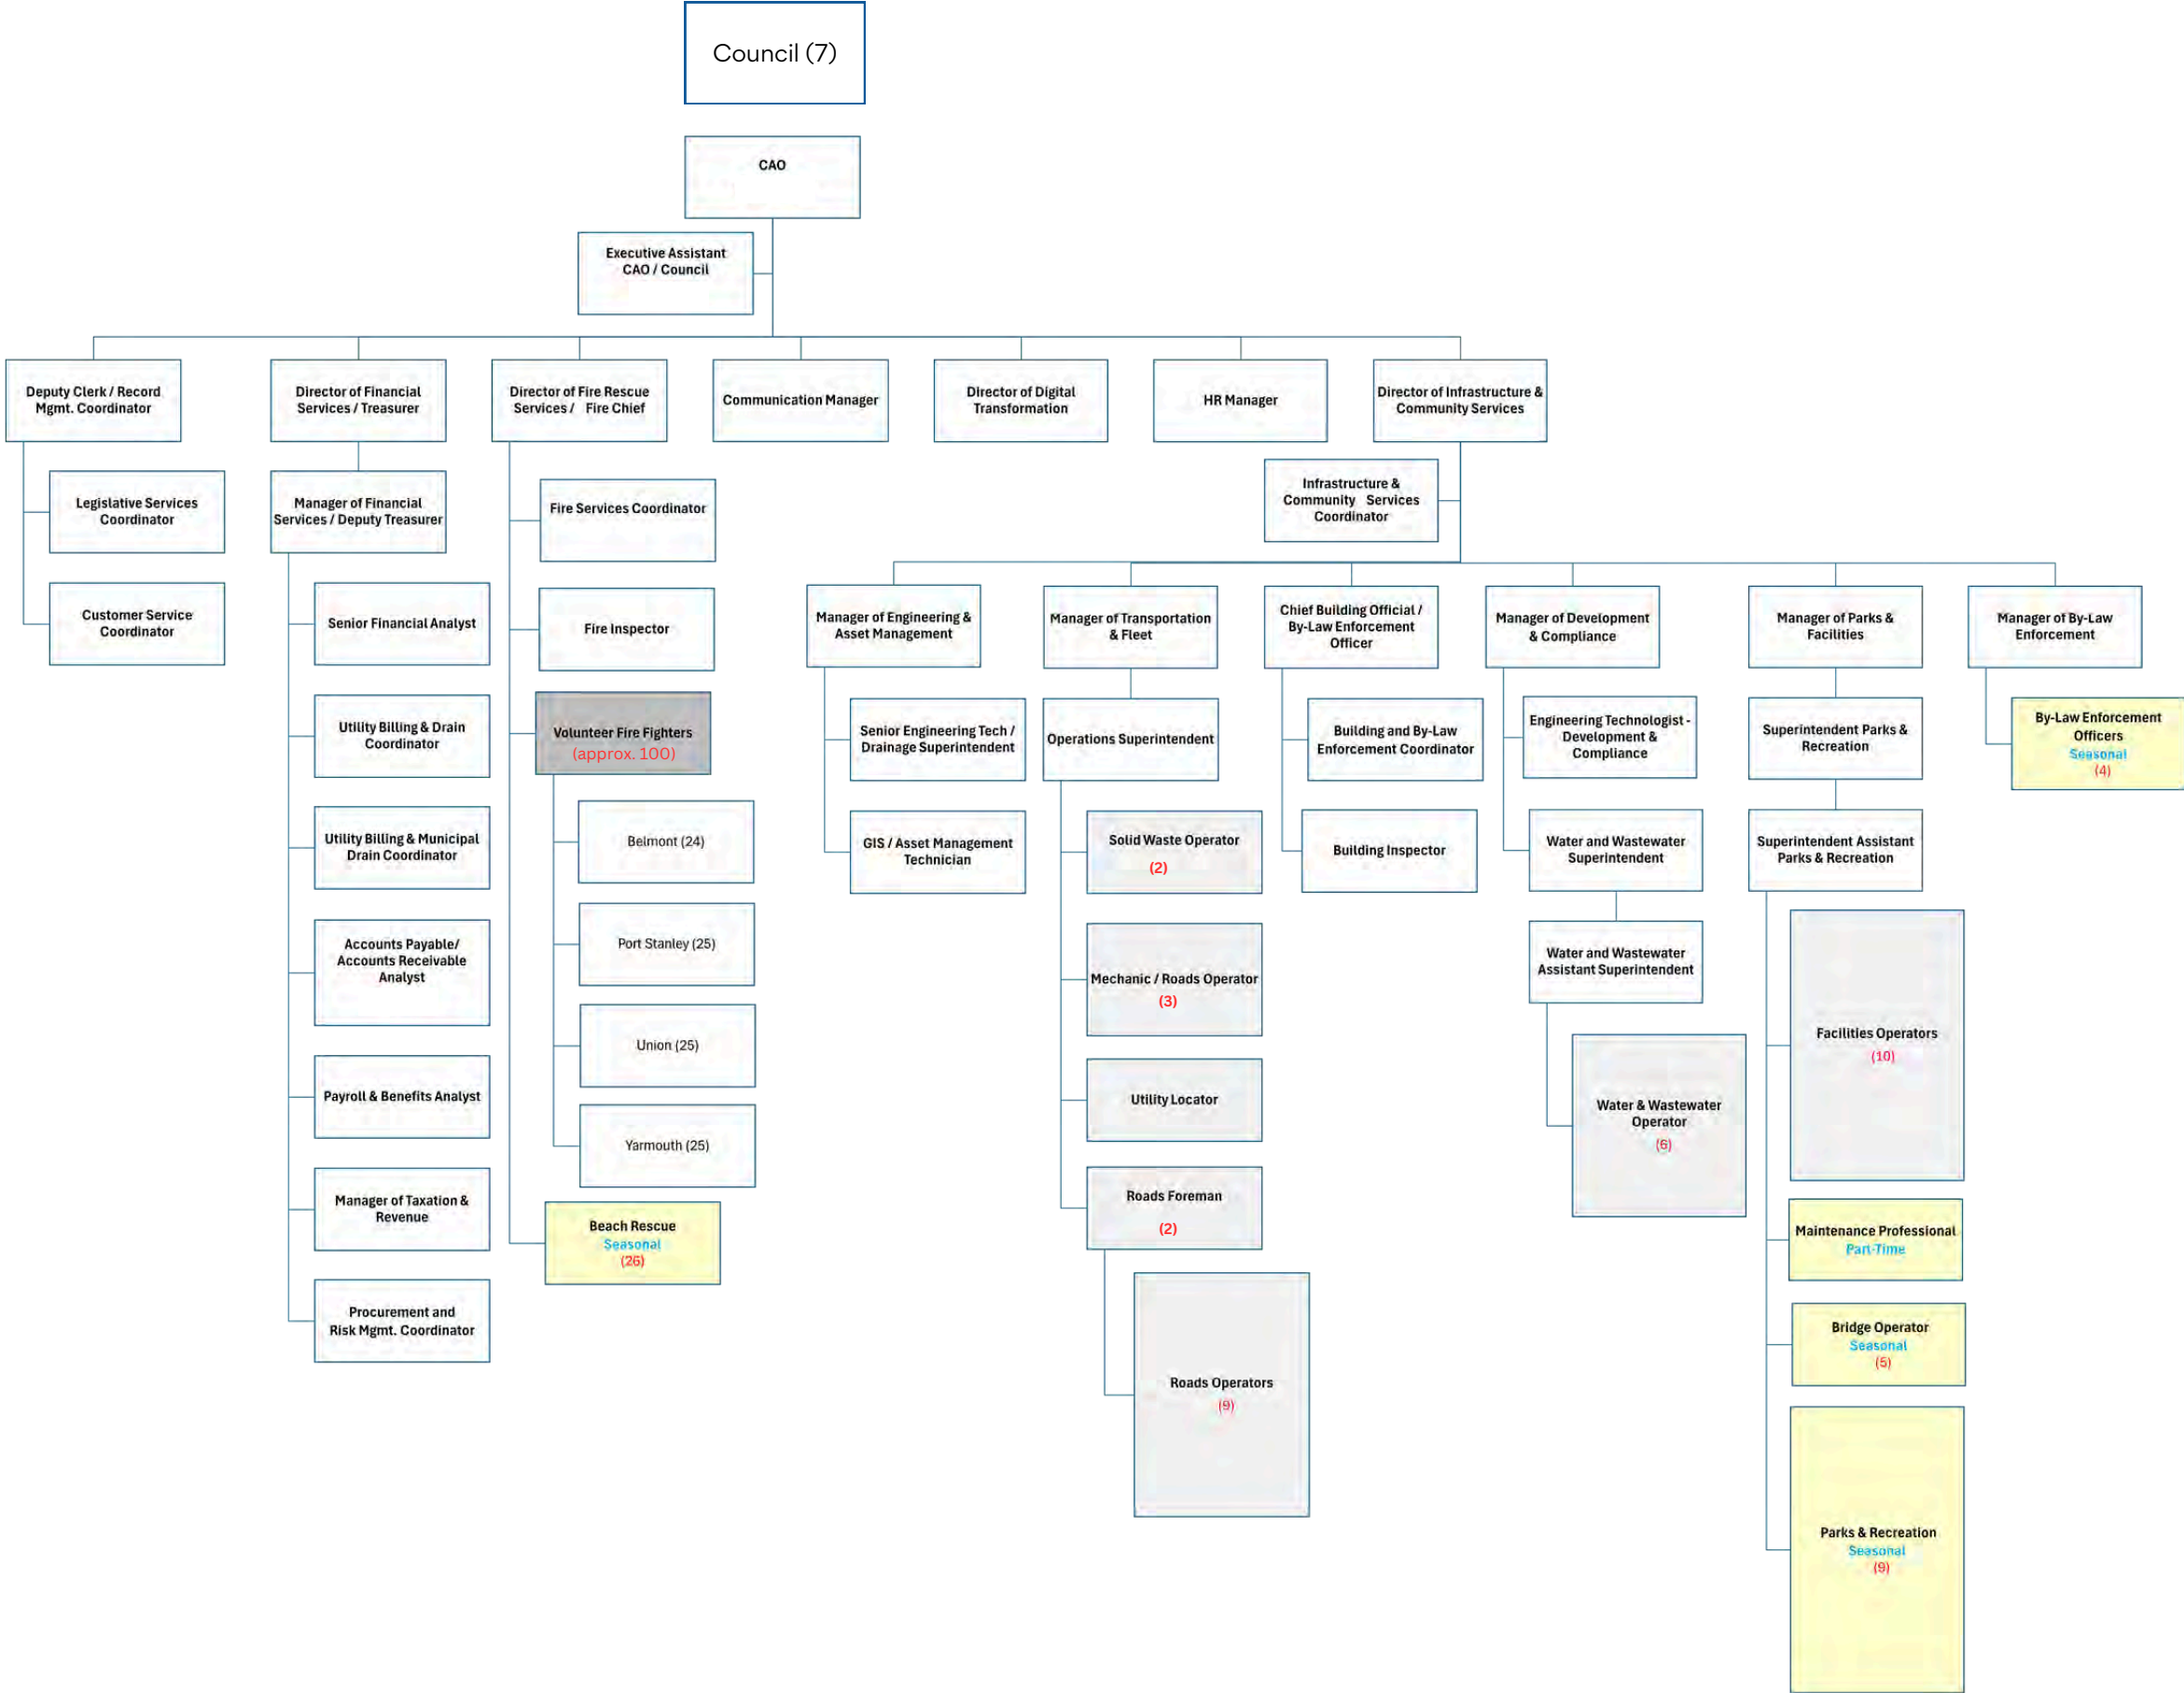 Council (7)
CAO
Executive Assistant
CAO / Council
Deputy Clerk / Record
Mgmt. Coordinator
Director of Financial
Services / Treasurer
Director of Fire Rescue
Services / Fire Chief
Communication Manager
Director of Digital
Transformation
HR Manager
Director of Infrastructure &
Community Services
Legislative Services
Coordinator
Customer Service
Coordinator
Manager of Financial
Services / Deputy Treasurer
Senior Financial Analyst
Utility Billing & Drain
Coordinator
Utility Billing & Municipal
Drain Coordinator
Accounts Payable/
Accounts Receivable
Analyst
Payroll & Benefits Analyst
Manager of Taxation &
Revenue
Procurement and
Risk Mgmt. Coordinator
Fire Services Coordinator
Fire Inspector
Volunteer Fire Fighters
(approx. 100)
Belmont (24)
Port Stanley (25)
Union (25)
Yarmouth (25)
Beach Rescue
Seasonal
(26)
Infrastructure &
Community Services
Coordinator
Manager of Engineering &
Asset Management
Senior Engineering Tech /
Drainage Superintendent
GIS / Asset Management
Technician
Manager of Transportation
& Fleet
Operations Superintendent
Solid Waste Operator
(2)
Mechanic / Roads Operator
(3)
Utility Locator
Roads Foreman
(2)
Roads Operators
(9)
Chief Building Official /
By-Law Enforcement
Officer
Building and By-Law
Enforcement Coordinator
Building Inspector
Manager of Development
& Compliance
Engineering Technologist -
Development &
Compliance
Water and Wastewater
Superintendent
Water and Wastewater
Assistant Superintendent
Water & Wastewater
Operator
(6)
Manager of Parks &
Facilities
Superintendent Parks &
Recreation
Superintendent Assistant
Parks & Recreation
Facilities Operators
(10)
Maintenance Professional
Part-Time
Bridge Operator
Seasonal
(5)
Parks & Recreation
Seasonal
(9)
Manager of By-Law
Enforcement
By-Law Enforcement
Officers
Seasonal
(4)